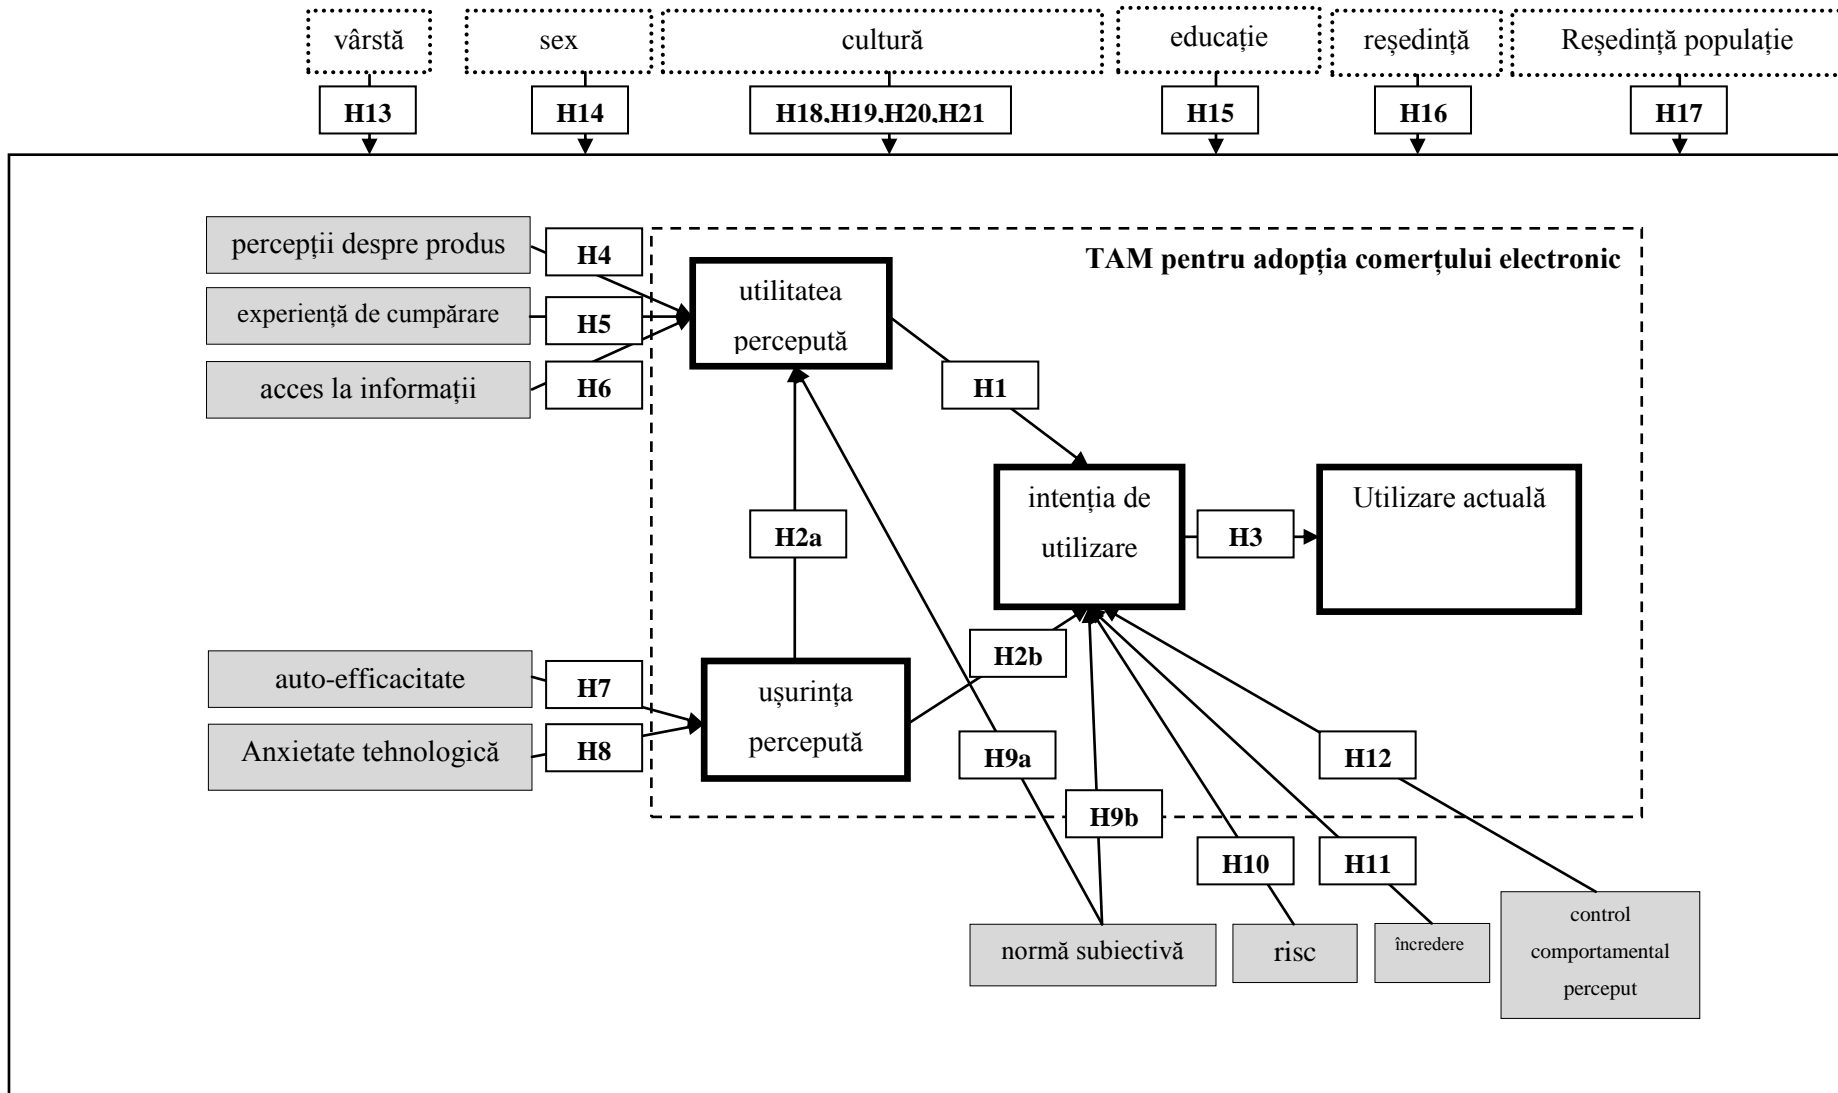 vârstă
sex
cultură
educație
reședință
Reședință populație
H13
H14
H18,H19,H20,H21
H15
H16
H17
percepții despre produs
H4
TAM pentru adopția comerțului electronic
experiență de cumpărare
H5
utilitatea
percepută
acces la informații
H6
H1
H2a
intenția de
utilizare
H3
Utilizare actuală
auto-efficacitate
H7
ușurința
percepută
H2b
Anxietate tehnologică
H8
H9a
H12
H9b
H10
H11
normă subiectivă
risc
încredere
control
comportamental
perceput